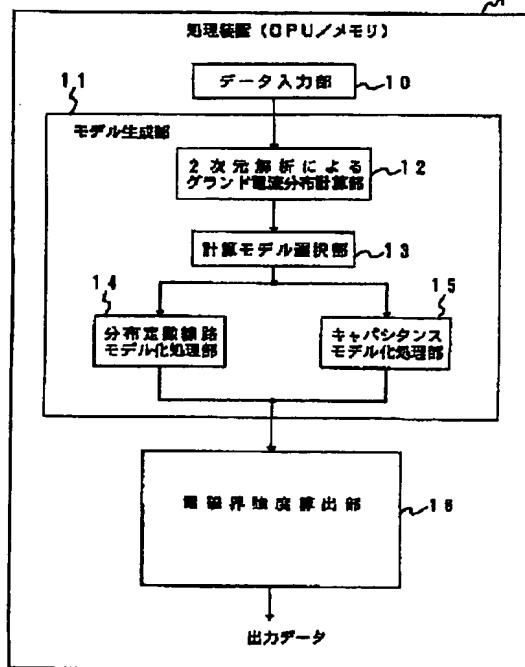 処理装置（CPU／メモリ）
データ入力部
10
11
モデル生成部
2次元解析による
グランド電流分布計算部
12
計算モデル選択部
13
14
分布定数線路
モデル化処理部
15
キャパシタンス
モデル化処理部
電磁界強度算出部
16
出力データ